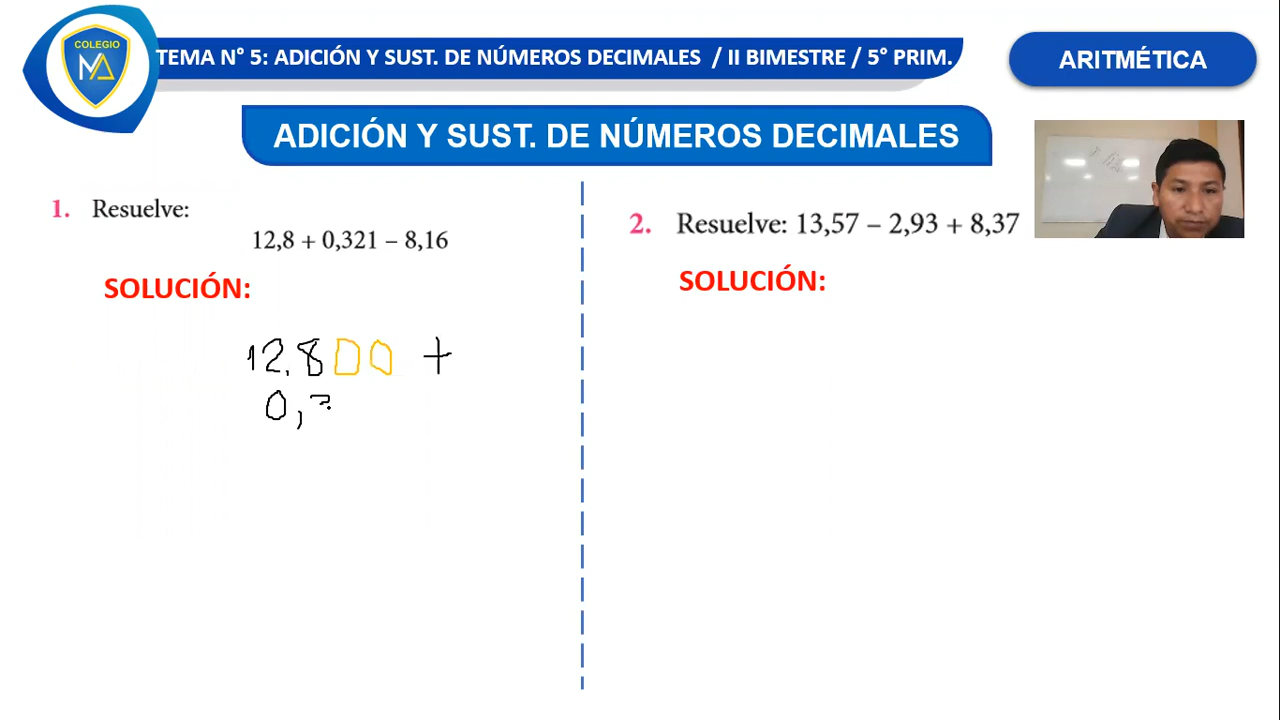 COLEGIO
MA
TEMA N° 5: ADICIÓN Y SUST. DE NÚMEROS DECIMALES / II BIMESTRE / 5° PRIM.
ARITMÉTICA
ADICIÓN Y SUST. DE NÚMEROS DECIMALES
1. Resuelve:
12,8 + 0,321 – 8,16
SOLUCIÓN:
12,800 +
0,3
2. Resuelve: 13,57 – 2,93 + 8,37
SOLUCIÓN: